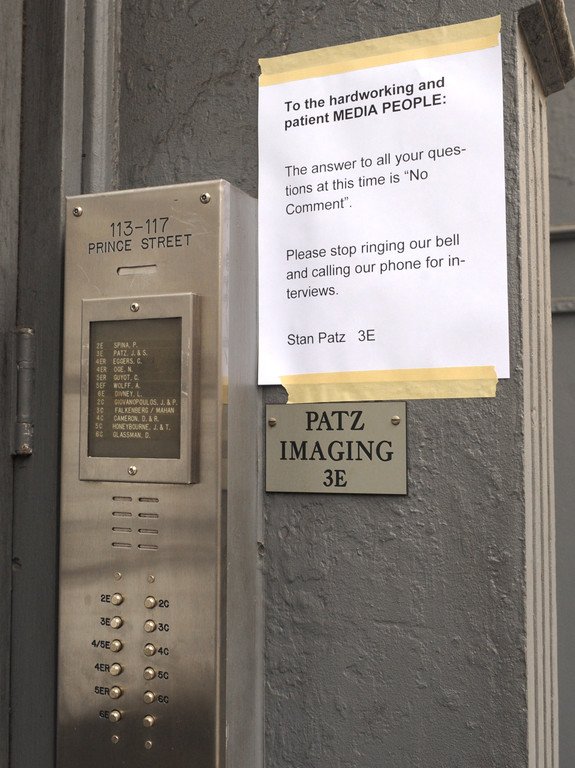 To the hardworking and
patient MEDIA PEOPLE:
The answer to all your ques-
tions at this time is “No
Comment”.
Please stop ringing our bell
and calling our phone for in-
terviews.
Stan Patz 3E
PATZ
IMAGING
3E
113-117
PRINCE STREET
2E SPINA, P.
3E PATZ, J. & S.
4ER EGGERS, C.
4ER OGE, N.
5ER GUYOT, C.
5EF WOLFF, A.
6E DIVNEY, L.
2C GIOVANOPOULOS, J. & P.
3C FALKENBERG / MAHAN
4C CAMERON, D. & R.
5C HONEYBOURNE, J. & T.
6C GLASSMAN, D.
2E 2C
3E 3C
4/5E 4C
4ER 5C
5ER 6C
6E